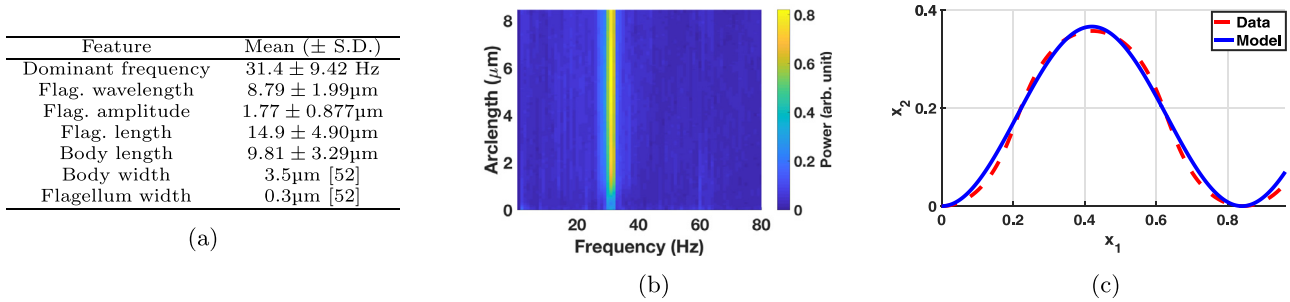 Feature Mean (± S.D.)
Dominant frequency 31.4 ± 9.42 Hz
Flag. wavelength 8.79 ± 1.99µm
Flag. amplitude 1.77 ± 0.877µm
Flag. length 14.9 ± 4.90µm
Body length 9.81 ± 3.29µm
Body width 3.5µm [52]
Flagellum width 0.3µm [52]
(a)
8
6
4
2
0
Arclength (μm)
20 40 60 80
Frequency (Hz)
0.8
0.6
0.4
0.2
0
Power (arb. unit)
(b)
0.4
0.2
0
x2
0 0.2 0.4 0.6 0.8
x1
Data
Model
(c)